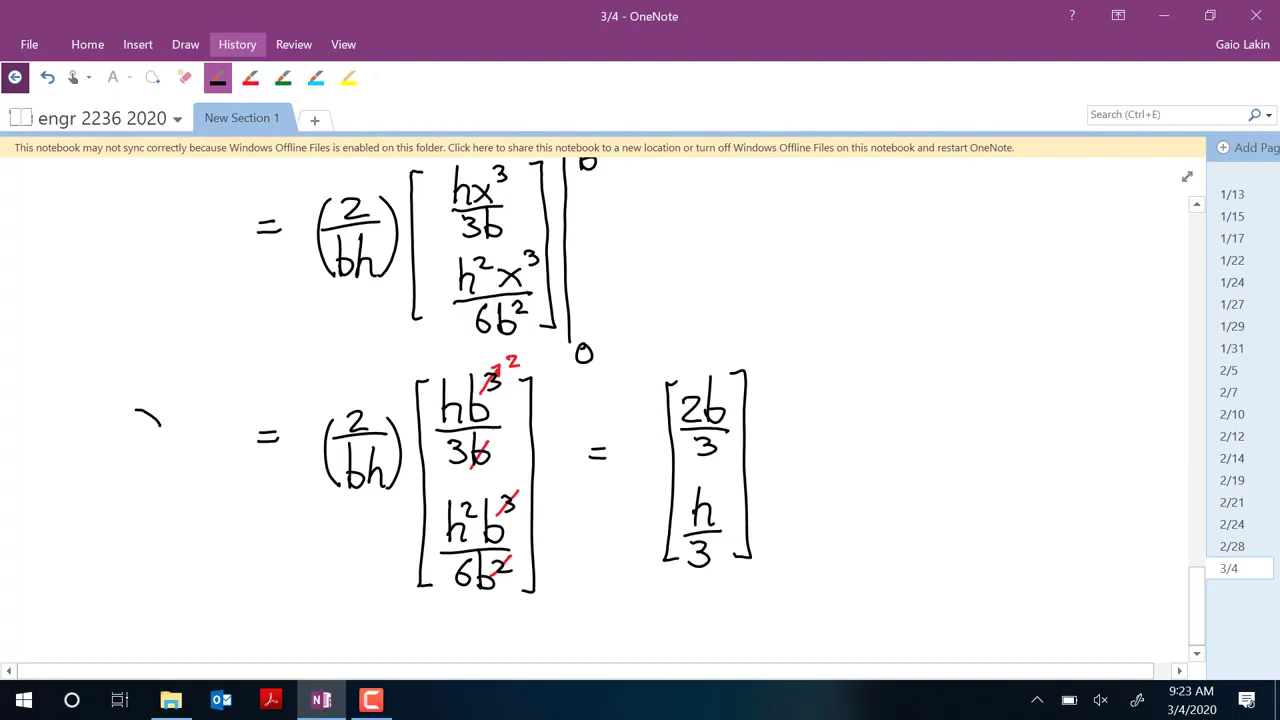 3/4 - OneNote
?
File Home Insert Draw History Review View
Gaio Lakin
engr 2236 2020
New Section 1
+
Search (Ctrl+E)
This notebook may not sync correctly because Windows Offline Files is enabled on this folder. Click here to share this notebook to a new location or turn off Windows Offline Files on this notebook and restart OneNote.
Add Pag
1/13
1/15
1/17
1/22
1/24
1/27
1/29
1/31
2/5
2/7
2/10
2/12
2/14
2/19
2/21
2/24
2/28
3/4
= (2/bh) [hx³/3b
h²x³/6b²] | 0
= (2/bh) [hb³/3b 2
h²b³/6b²] = [2b/3
h/3]
9:23 AM
3/4/2020